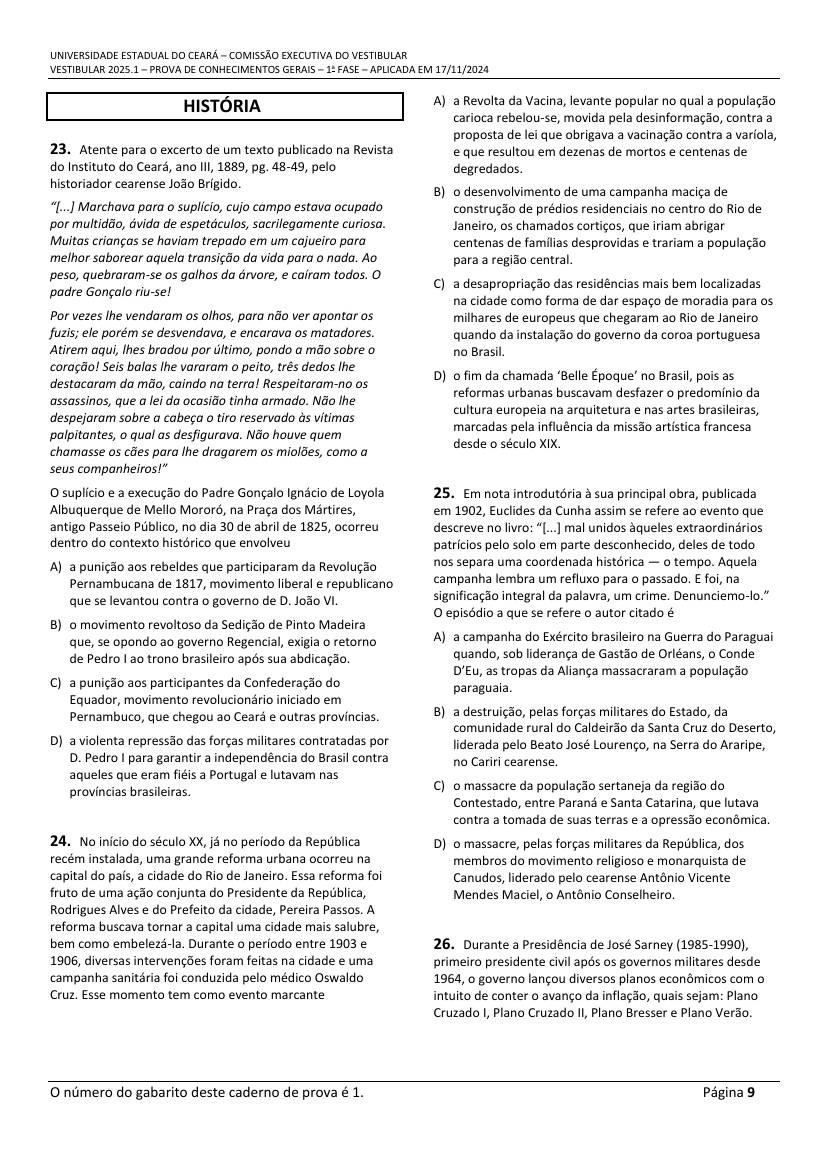 UNIVERSIDADE ESTADUAL DO CEARÁ – COMISSÃO EXECUTIVA DO VESTIBULAR
VESTIBULAR 2025.1 – PROVA DE CONHECIMENTOS GERAIS – 1ª FASE – APLICADA EM 17/11/2024
HISTÓRIA
23. Atente para o excerto de um texto publicado na Revista
do Instituto do Ceará, ano III, 1889, pg. 48-49, pelo
historiador cearense João Brígido.
“[...] Marchava para o suplício, cujo campo estava ocupado
por multidão, ávida de espetáculos, sacrilegamente curiosa.
Muitas crianças se haviam trepado em um cajueiro para
melhor saborear aquela transição da vida para o nada. Ao
peso, quebraram-se os galhos da árvore, e caíram todos. O
padre Gonçalo riu-se!
Por vezes lhe vendaram os olhos, para não ver apontar os
fuzis; ele porém se desvendava, e encarava os matadores.
Atirem aqui, lhes bradou por último, pondo a mão sobre o
coração! Seis balas lhe vararam o peito, três dedos lhe
destacaram da mão, caindo na terra! Respeitaram-no os
assassinos, que a lei da ocasião tinha armado. Não lhe
despejaram sobre a cabeça o tiro reservado às vítimas
palpitantes, o qual as desfigurava. Não houve quem
chamasse os cães para lhe dragarem os miolões, como a
seus companheiros!”
O suplício e a execução do Padre Gonçalo Ignácio de Loyola
Albuquerque de Mello Mororó, na Praça dos Mártires,
antigo Passeio Público, no dia 30 de abril de 1825, ocorreu
dentro do contexto histórico que envolveu
A) a punição aos rebeldes que participaram da Revolução
Pernambucana de 1817, movimento liberal e republicano
que se levantou contra o governo de D. João VI.
B) o movimento revoltoso da Sedição de Pinto Madeira
que, se opondo ao governo Regencial, exigia o retorno
de Pedro I ao trono brasileiro após sua abdicação.
C) a punição aos participantes da Confederação do
Equador, movimento revolucionário iniciado em
Pernambuco, que chegou ao Ceará e outras províncias.
D) a violenta repressão das forças militares contratadas por
D. Pedro I para garantir a independência do Brasil contra
aqueles que eram fiéis a Portugal e lutavam nas
províncias brasileiras.
24. No início do século XX, já no período da República
recém instalada, uma grande reforma urbana ocorreu na
capital do país, a cidade do Rio de Janeiro. Essa reforma foi
fruto de uma ação conjunta do Presidente da República,
Rodrigues Alves e do Prefeito da cidade, Pereira Passos. A
reforma buscava tornar a capital uma cidade mais salubre,
bem como embelezá-la. Durante o período entre 1903 e
1906, diversas intervenções foram feitas na cidade e uma
campanha sanitária foi conduzida pelo médico Oswaldo
Cruz. Esse momento tem como evento marcante
A) a Revolta da Vacina, levante popular no qual a população
carioca rebelou-se, movida pela desinformação, contra a
proposta de lei que obrigava a vacinação contra a varíola,
e que resultou em dezenas de mortos e centenas de
degredados.
B) o desenvolvimento de uma campanha maciça de
construção de prédios residenciais no centro do Rio de
Janeiro, os chamados cortiços, que iriam abrigar
centenas de famílias desprovidas e trariam a população
para a região central.
C) a desapropriação das residências mais bem localizadas
na cidade como forma de dar espaço de moradia para os
milhares de europeus que chegaram ao Rio de Janeiro
quando da instalação do governo da coroa portuguesa
no Brasil.
D) o fim da chamada ‘Belle Époque’ no Brasil, pois as
reformas urbanas buscavam desfazer o predomínio da
cultura europeia na arquitetura e nas artes brasileiras,
marcadas pela influência da missão artística francesa
desde o século XIX.
25. Em nota introdutória à sua principal obra, publicada
em 1902, Euclides da Cunha assim se refere ao evento que
descreve no livro: “[...] mal unidos àqueles extraordinários
patrícios pelo solo em parte desconhecido, deles de todo
nos separa uma coordenada histórica — o tempo. Aquela
campanha lembra um refluxo para o passado. E foi, na
significação integral da palavra, um crime. Denunciemo-lo.”
O episódio a que se refere o autor citado é
A) a campanha do Exército brasileiro na Guerra do Paraguai
quando, sob liderança de Gastão de Orléans, o Conde
D’Eu, as tropas da Aliança massacraram a população
paraguaia.
B) a destruição, pelas forças militares do Estado, da
comunidade rural do Caldeirão da Santa Cruz do Deserto,
liderada pelo Beato José Lourenço, na Serra do Araripe,
no Cariri cearense.
C) o massacre da população sertaneja da região do
Contestado, entre Paraná e Santa Catarina, que lutava
contra a tomada de suas terras e a opressão econômica.
D) o massacre, pelas forças militares da República, dos
membros do movimento religioso e monarquista de
Canudos, liderado pelo cearense Antônio Vicente
Mendes Maciel, o Antônio Conselheiro.
26. Durante a Presidência de José Sarney (1985-1990),
primeiro presidente civil após os governos militares desde
1964, o governo lançou diversos planos econômicos com o
intuito de conter o avanço da inflação, quais sejam: Plano
Cruzado I, Plano Cruzado II, Plano Bresser e Plano Verão.
O número do gabarito deste caderno de prova é 1.
Página 9